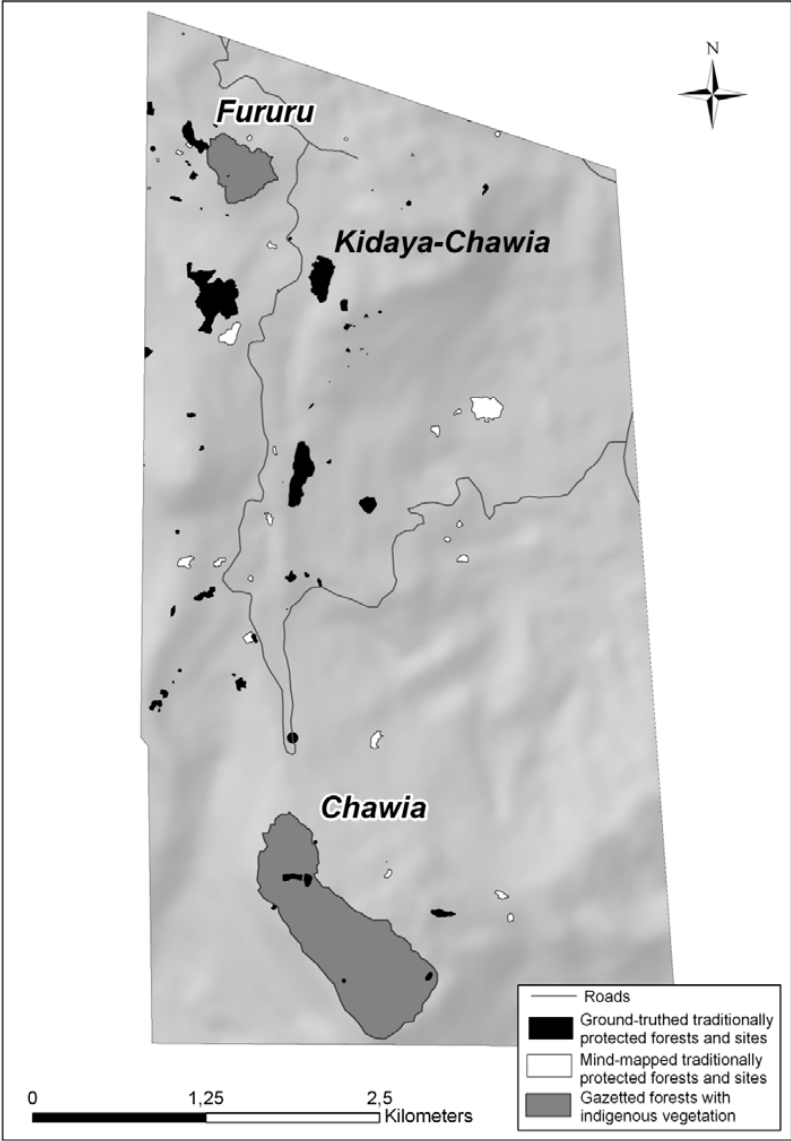 N
Fururu
Kidaya-Chawia
Chawia
Roads
Ground-truthed traditionally
protected forests and sites
Mind-mapped traditionally
protected forests and sites
Gazetted forests with
indigenous vegetation
0 1,25 2,5
Kilometers